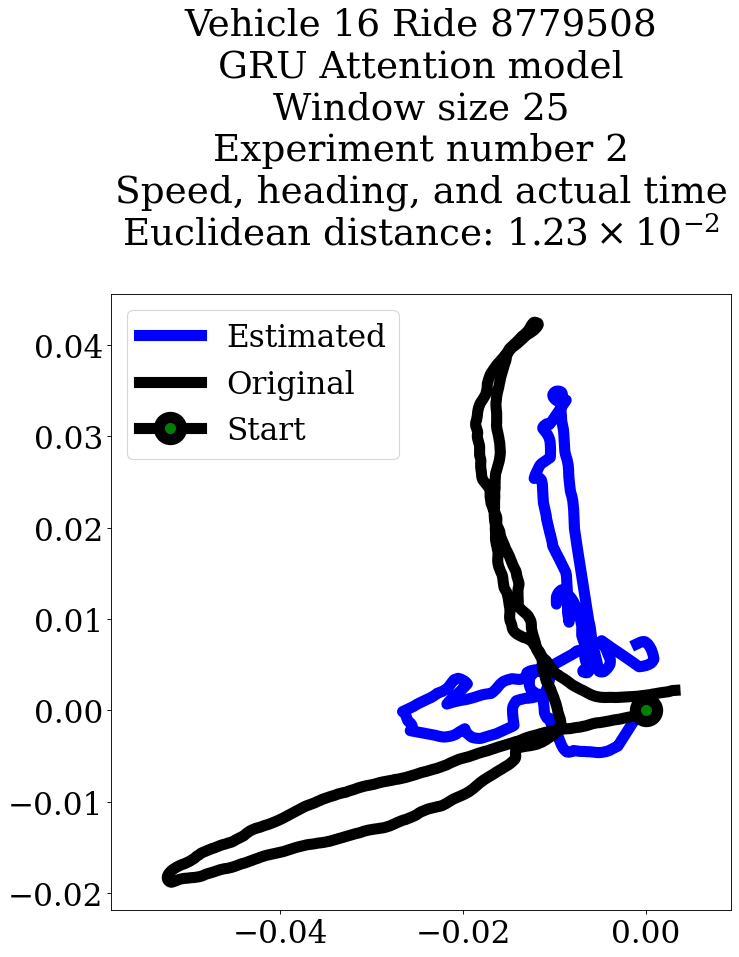 Vehicle 16 Ride 8779508
GRU Attention model
Window size 25
Experiment number 2
Speed, heading, and actual time
Euclidean distance: 1.23 × 10⁻²
Estimated
Original
Start
0.04
0.03
0.02
0.01
0.00
−0.01
−0.02
−0.04
−0.02
0.00